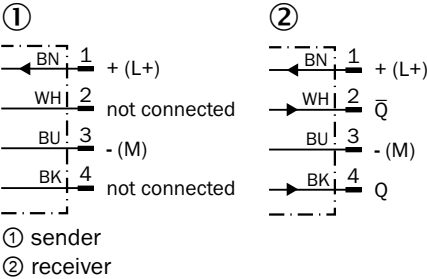 ①
BN 1 + (L+)
WH 2 not connected
BU 3 - (M)
BK 4 not connected
②
BN 1 + (L+)
WH 2 Q̅
BU 3 - (M)
BK 4 Q
① sender
② receiver